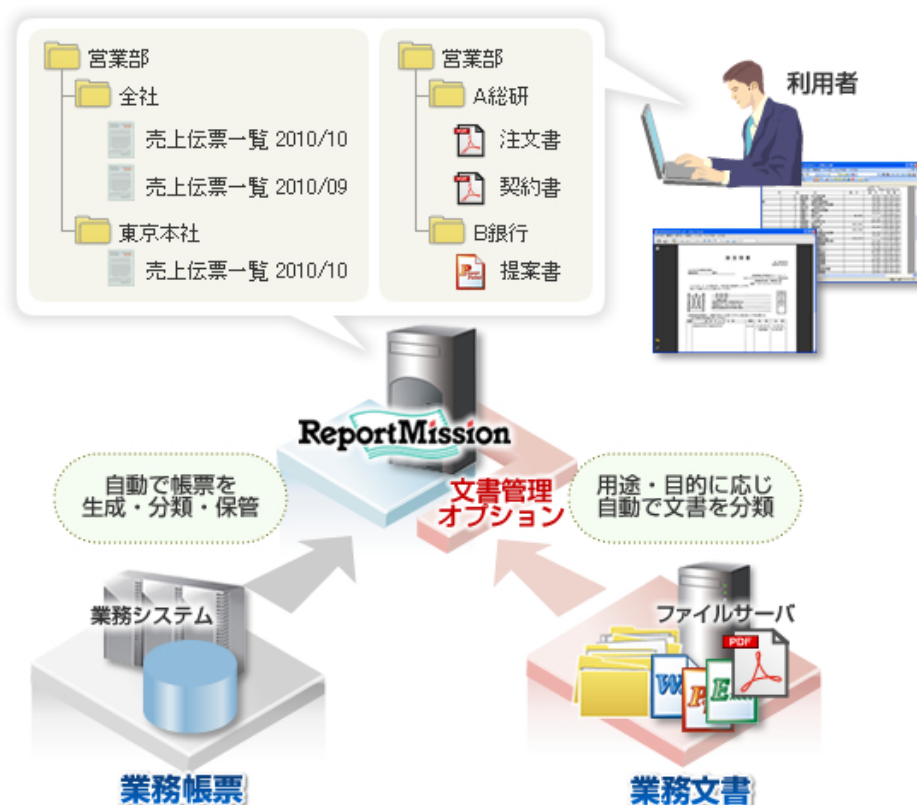 営業部
全社
売上伝票一覧 2010/10
売上伝票一覧 2010/09
東京本社
売上伝票一覧 2010/10
営業部
A総研
PDF 注文書
PDF 契約書
B銀行
提案書
利用者
ReportMission
文書管理
オプション
自動で帳票を
生成・分類・保管
用途・目的に応じ
自動で文書を分類
業務システム
ファイルサーバ
PDF
業務帳票
業務文書